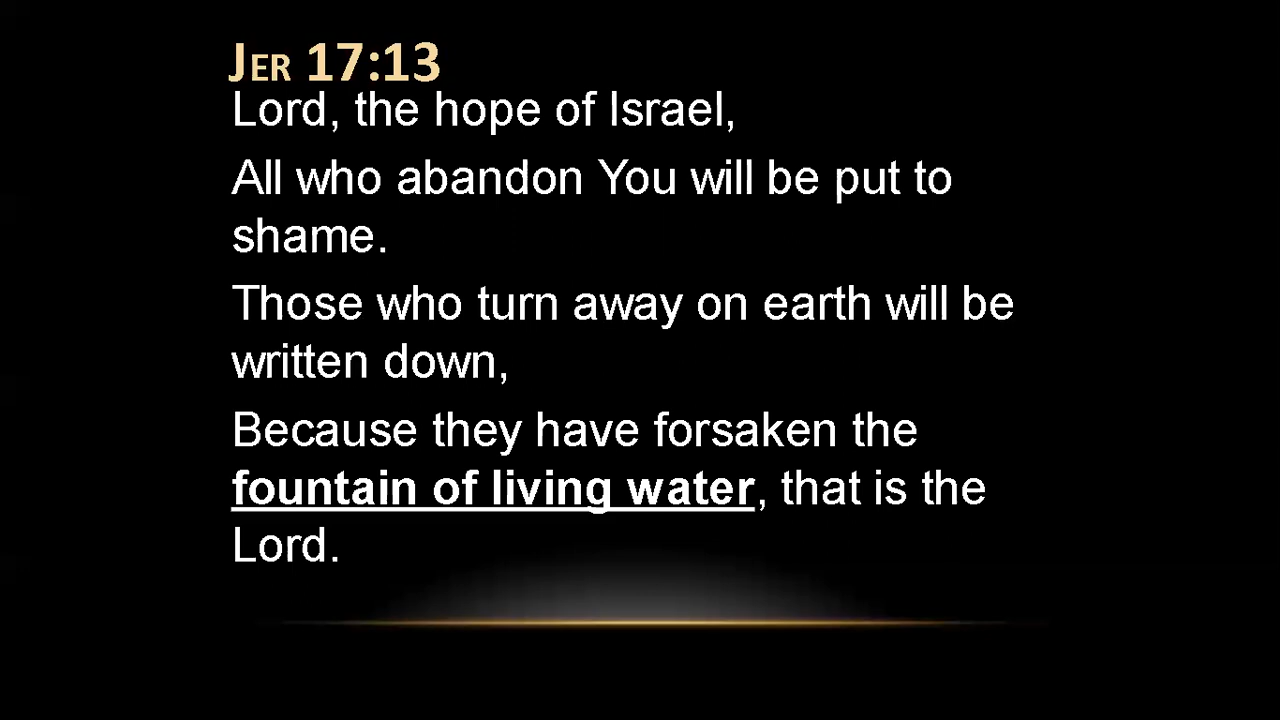 JER 17:13
Lord, the hope of Israel,
All who abandon You will be put to
shame.
Those who turn away on earth will be
written down,
Because they have forsaken the
fountain of living water, that is the
Lord.